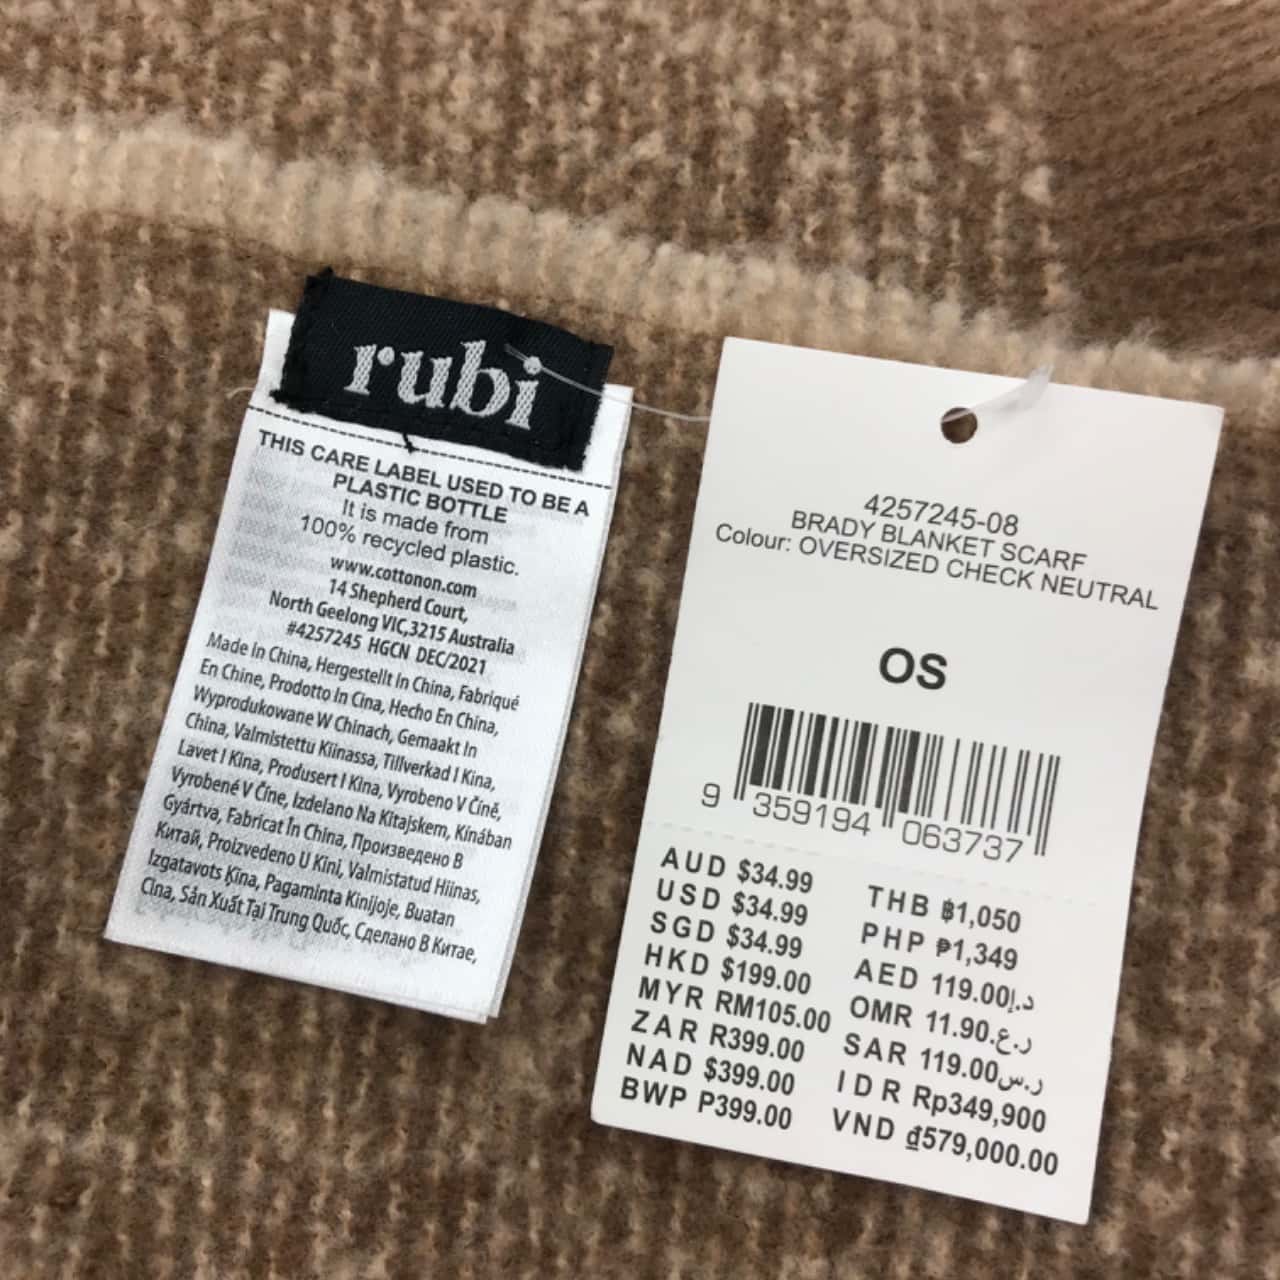 rubi
THIS CARE LABEL USED TO BE A
PLASTIC BOTTLE
It is made from
100% recycled plastic.
www.cottonon.com
14 Shepherd Court,
North Geelong VIC,3215 Australia
#4257245 HGCN DEC/2021
Made In China, Hergestellt In China, Fabriqué
En Chine, Prodotto In Cina, Hecho En China,
Wyprodukowane W Chinach, Gemaakt In
China, Valmistettu Kiinassa, Tillverkad I Kina,
Lavet I Kina, Produsert I Kina, Vyrobeno V Číně,
Vyrobené V Číne, Izdelano Na Kitajskem, Kínában
Gyártva, Fabricat În China, Произведено В
Китай, Proizvedeno U Kini, Valmistatud Hiinas,
Izgatavots Ķīna, Pagaminta Kinijoje, Buatan
Cina, Sản Xuất Tại Trung Quốc, Сделано В Китае,
4257245-08
BRADY BLANKET SCARF
Colour: OVERSIZED CHECK NEUTRAL
OS
9 359194 063737
AUD $34.99
USD $34.99
SGD $34.99
HKD $199.00
MYR RM105.00
ZAR R399.00
NAD $399.00
BWP P399.00
THB ฿1,050
PHP ₱1,349
AED 119.00د.إ
OMR 11.90ر.ع.
SAR 119.00ر.س
IDR Rp349,900
VND ₫579,000.00